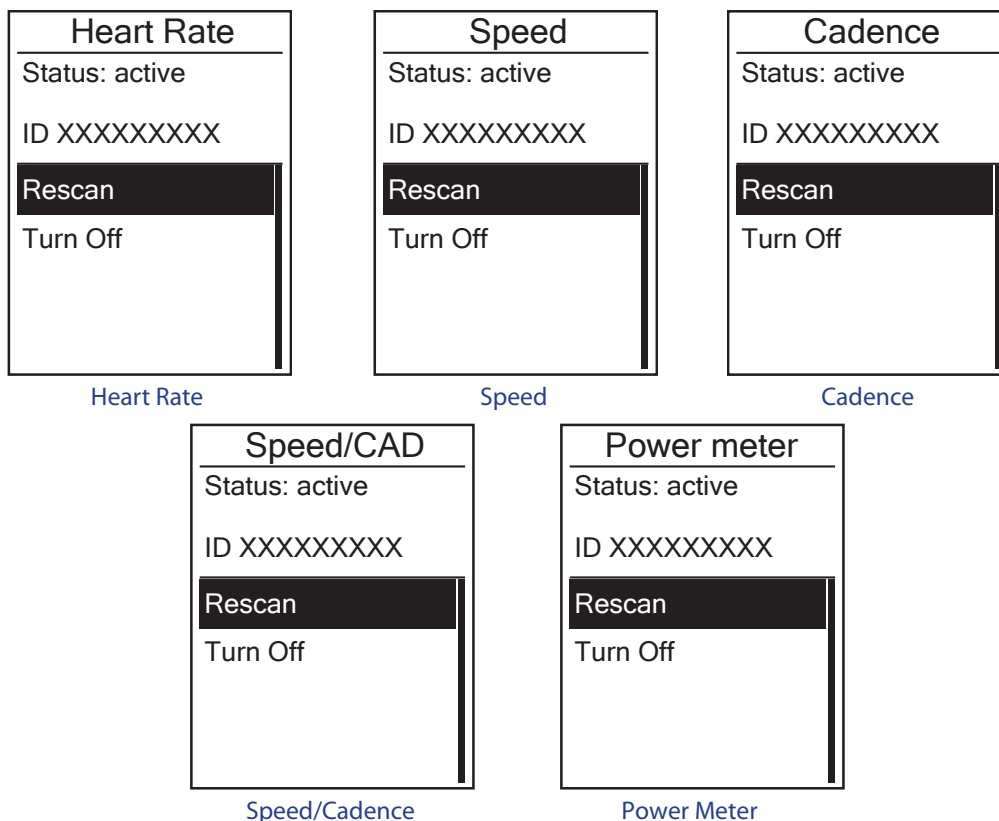 Heart Rate
Status: active
ID XXXXXXXXX
Rescan
Turn Off
Heart Rate
Speed
Status: active
ID XXXXXXXXX
Rescan
Turn Off
Speed
Cadence
Status: active
ID XXXXXXXXX
Rescan
Turn Off
Cadence
Speed/CAD
Status: active
ID XXXXXXXXX
Rescan
Turn Off
Speed/Cadence
Power meter
Status: active
ID XXXXXXXXX
Rescan
Turn Off
Power Meter